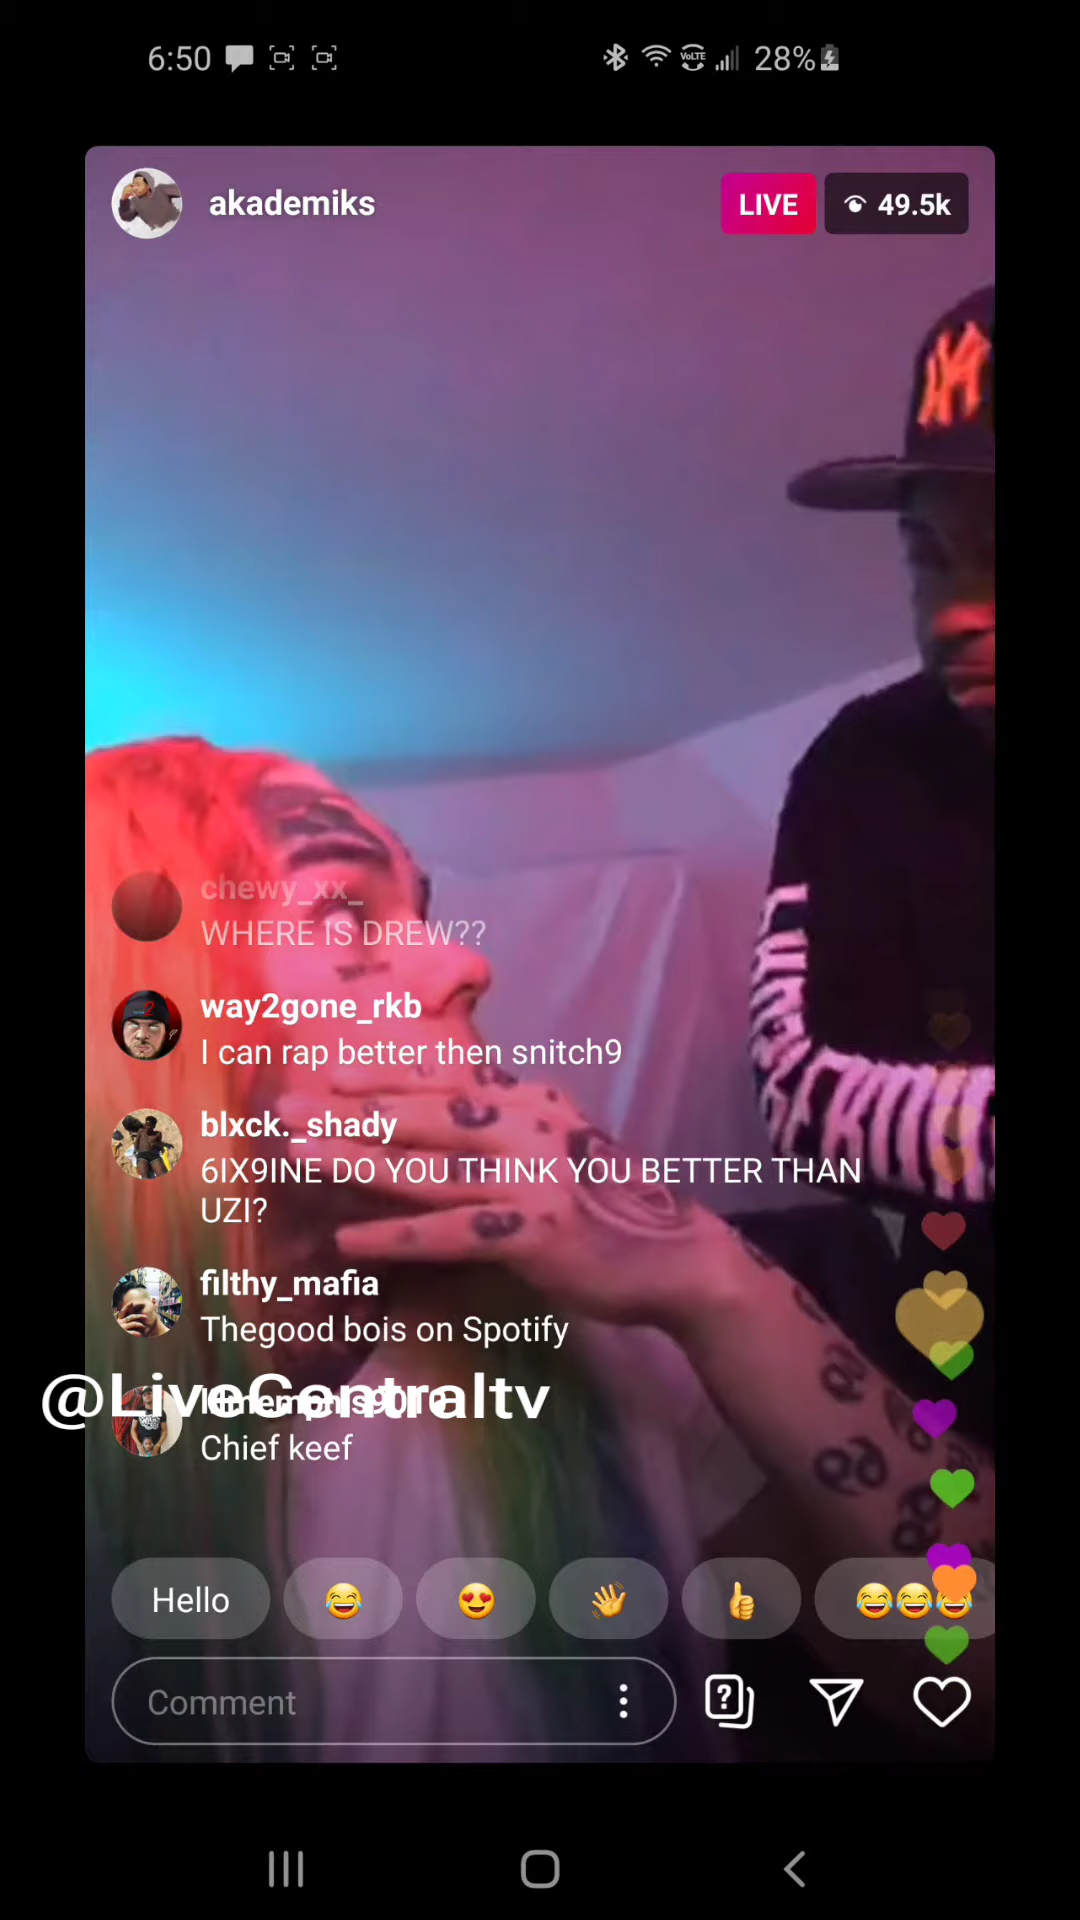 6:50
VoLTE
28%
akademiks
LIVE
49.5k
chewy_xx_
WHERE IS DREW??
way2gone_rkb
I can rap better then snitch9
blxck._shady
6IX9INE DO YOU THINK YOU BETTER THAN
UZI?
filthy_mafia
Thegood bois on Spotify
@LiveCentraltv
Chief keef
Hello
Comment